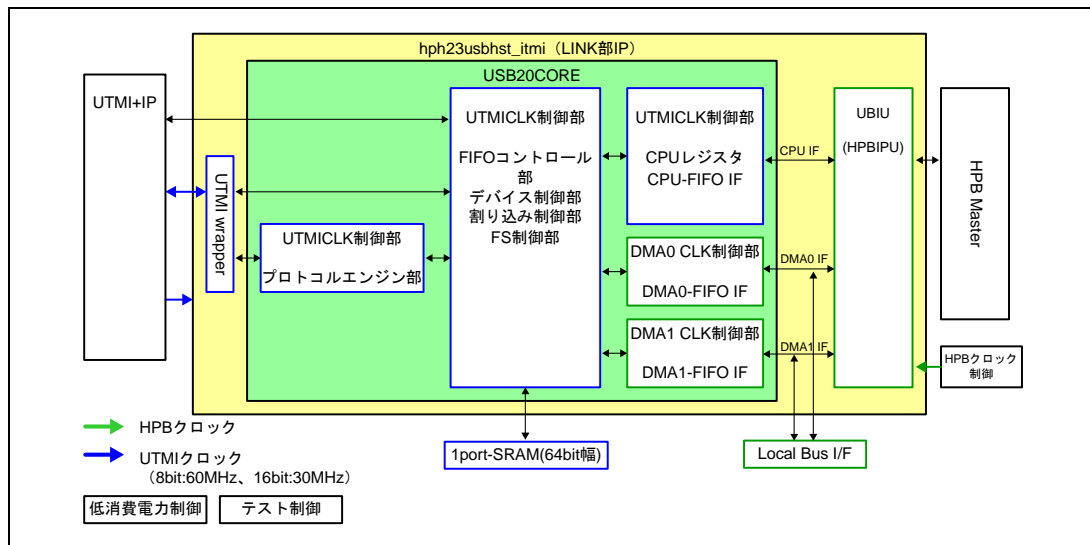 hph23usbhst_itmi（LINK部IP）
USB20CORE
UTMI+IP
UTMI wrapper
UTMICLK制御部
プロトコルエンジン部
UTMICLK制御部
FIFOコントロール
部
デバイス制御部
割り込み制御部
FS制御部
UTMICLK制御部
CPUレジスタ
CPU-FIFO IF
DMA0 CLK制御部
DMA0-FIFO IF
DMA1 CLK制御部
DMA1-FIFO IF
CPU IF
DMA0 IF
DMA1 IF
UBIU
(HPBIPU)
HPB Master
HPBクロック
制御
1port-SRAM(64bit幅)
Local Bus I/F
HPBクロック
UTMIクロック
（8bit:60MHz、16bit:30MHz）
低消費電力制御
テスト制御